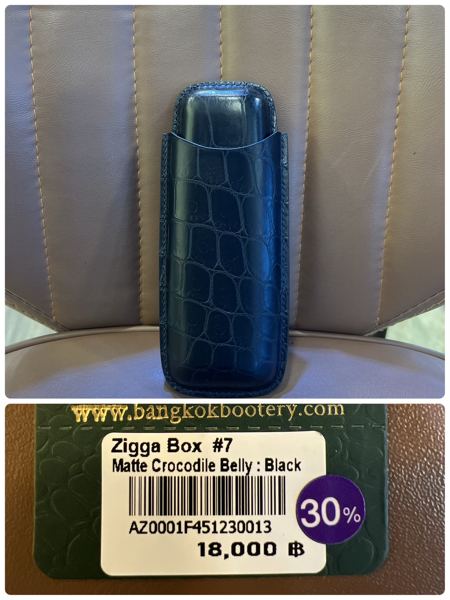 www.bangkokbootery.com
Zigga Box #7
Matte Crocodile Belly : Black
AZ0001F451230013
30%
18,000 ฿